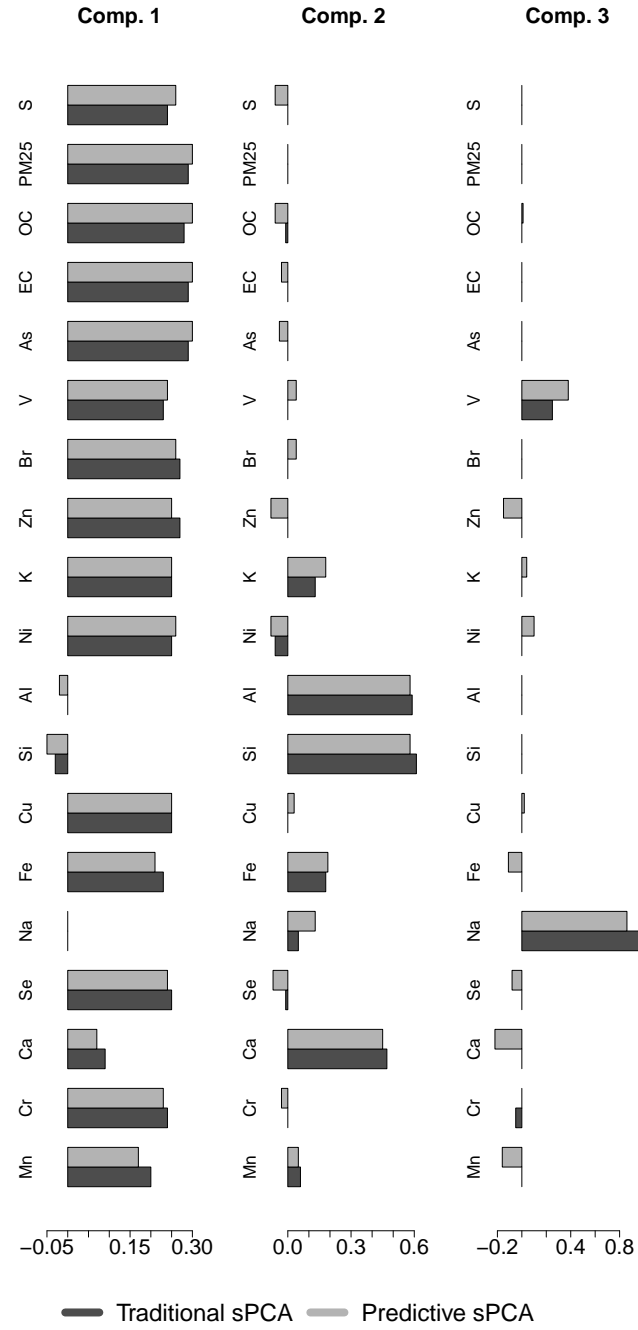 Comp. 1
Comp. 2
Comp. 3
S S S
PM25 PM25 PM25
OC OC OC
EC EC EC
As As As
V V V
Br Br Br
Zn Zn Zn
K K K
Ni Ni Ni
Al Al Al
Si Si Si
Cu Cu Cu
Fe Fe Fe
Na Na Na
Se Se Se
Ca Ca Ca
Cr Cr Cr
Mn Mn Mn
−0.05 0.15 0.30
0.0 0.3 0.6
−0.2 0.4 0.8
Traditional sPCA Predictive sPCA